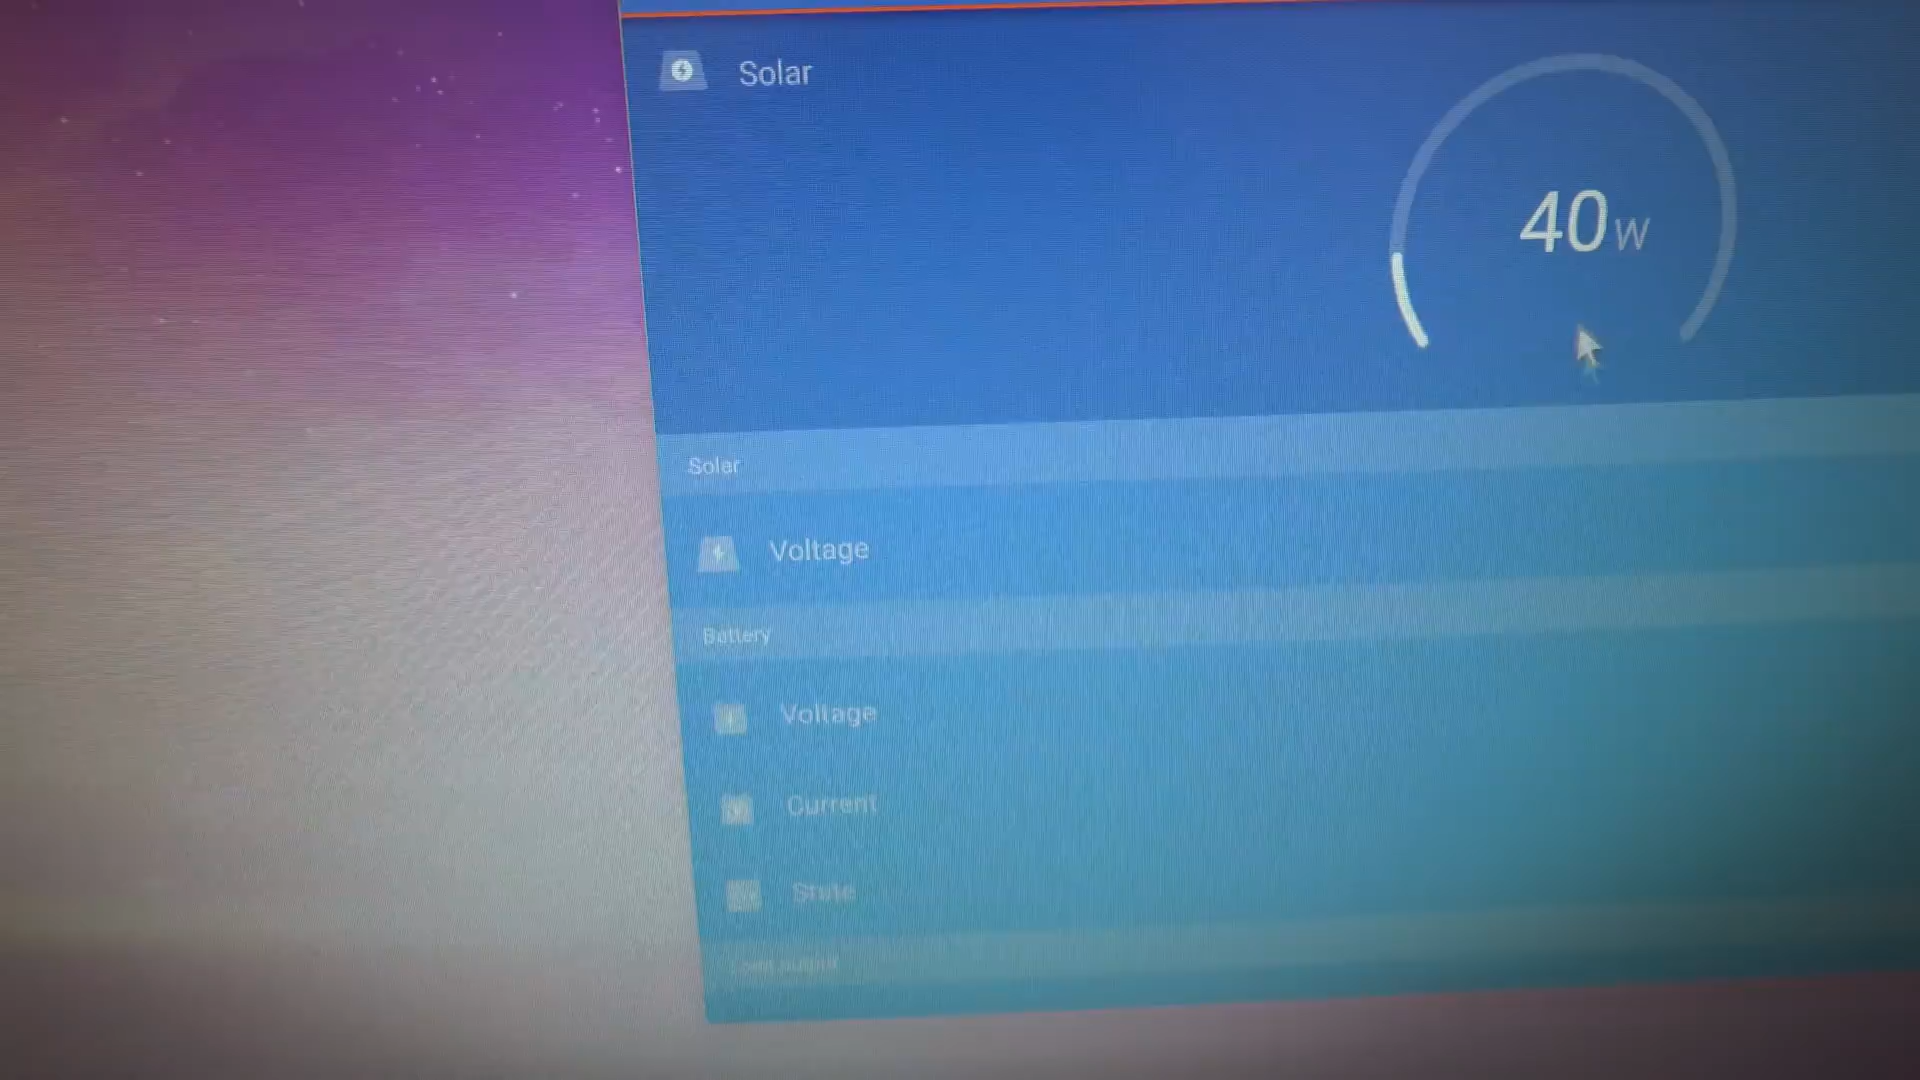 Solar
40W
Solar
Voltage
Battery
Voltage
Current
State